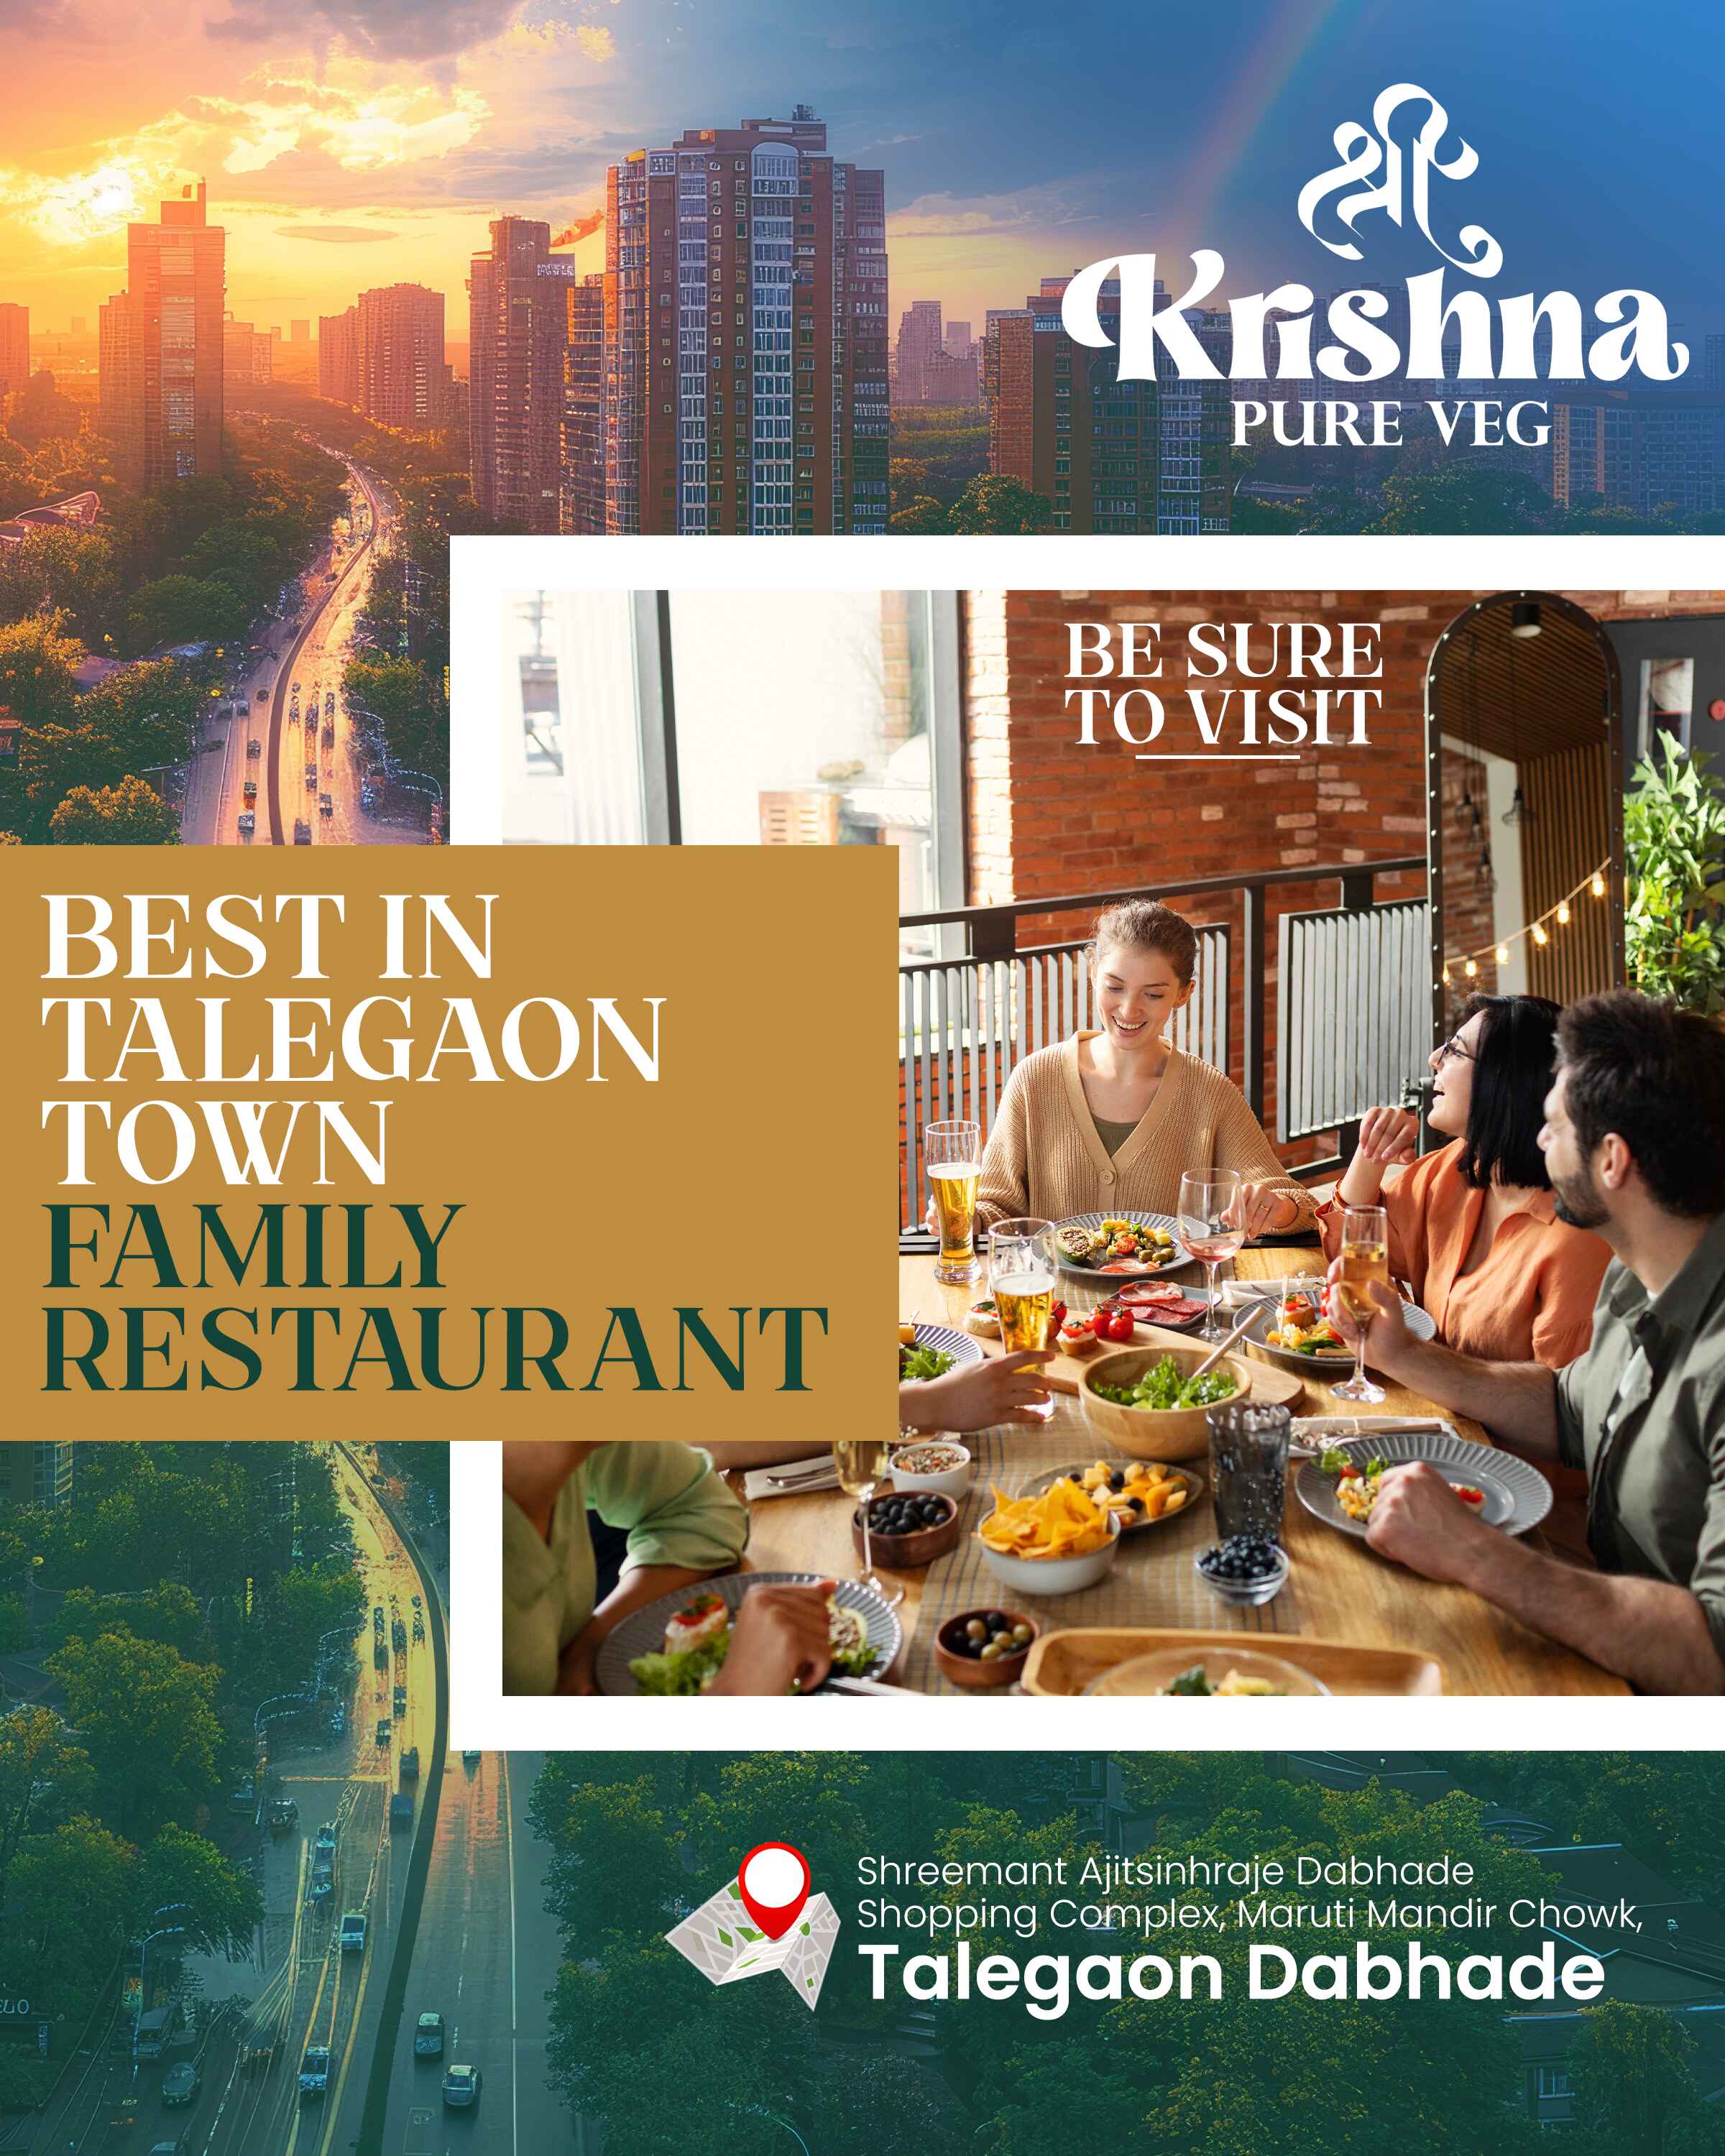 श्री
Krishna
PURE VEG
BE SURE
TO VISIT
BEST IN
TALEGAON
TOWN
FAMILY
RESTAURANT
Shreemant Ajitsinhraje Dabhade
Shopping Complex, Maruti Mandir Chowk,
Talegaon Dabhade